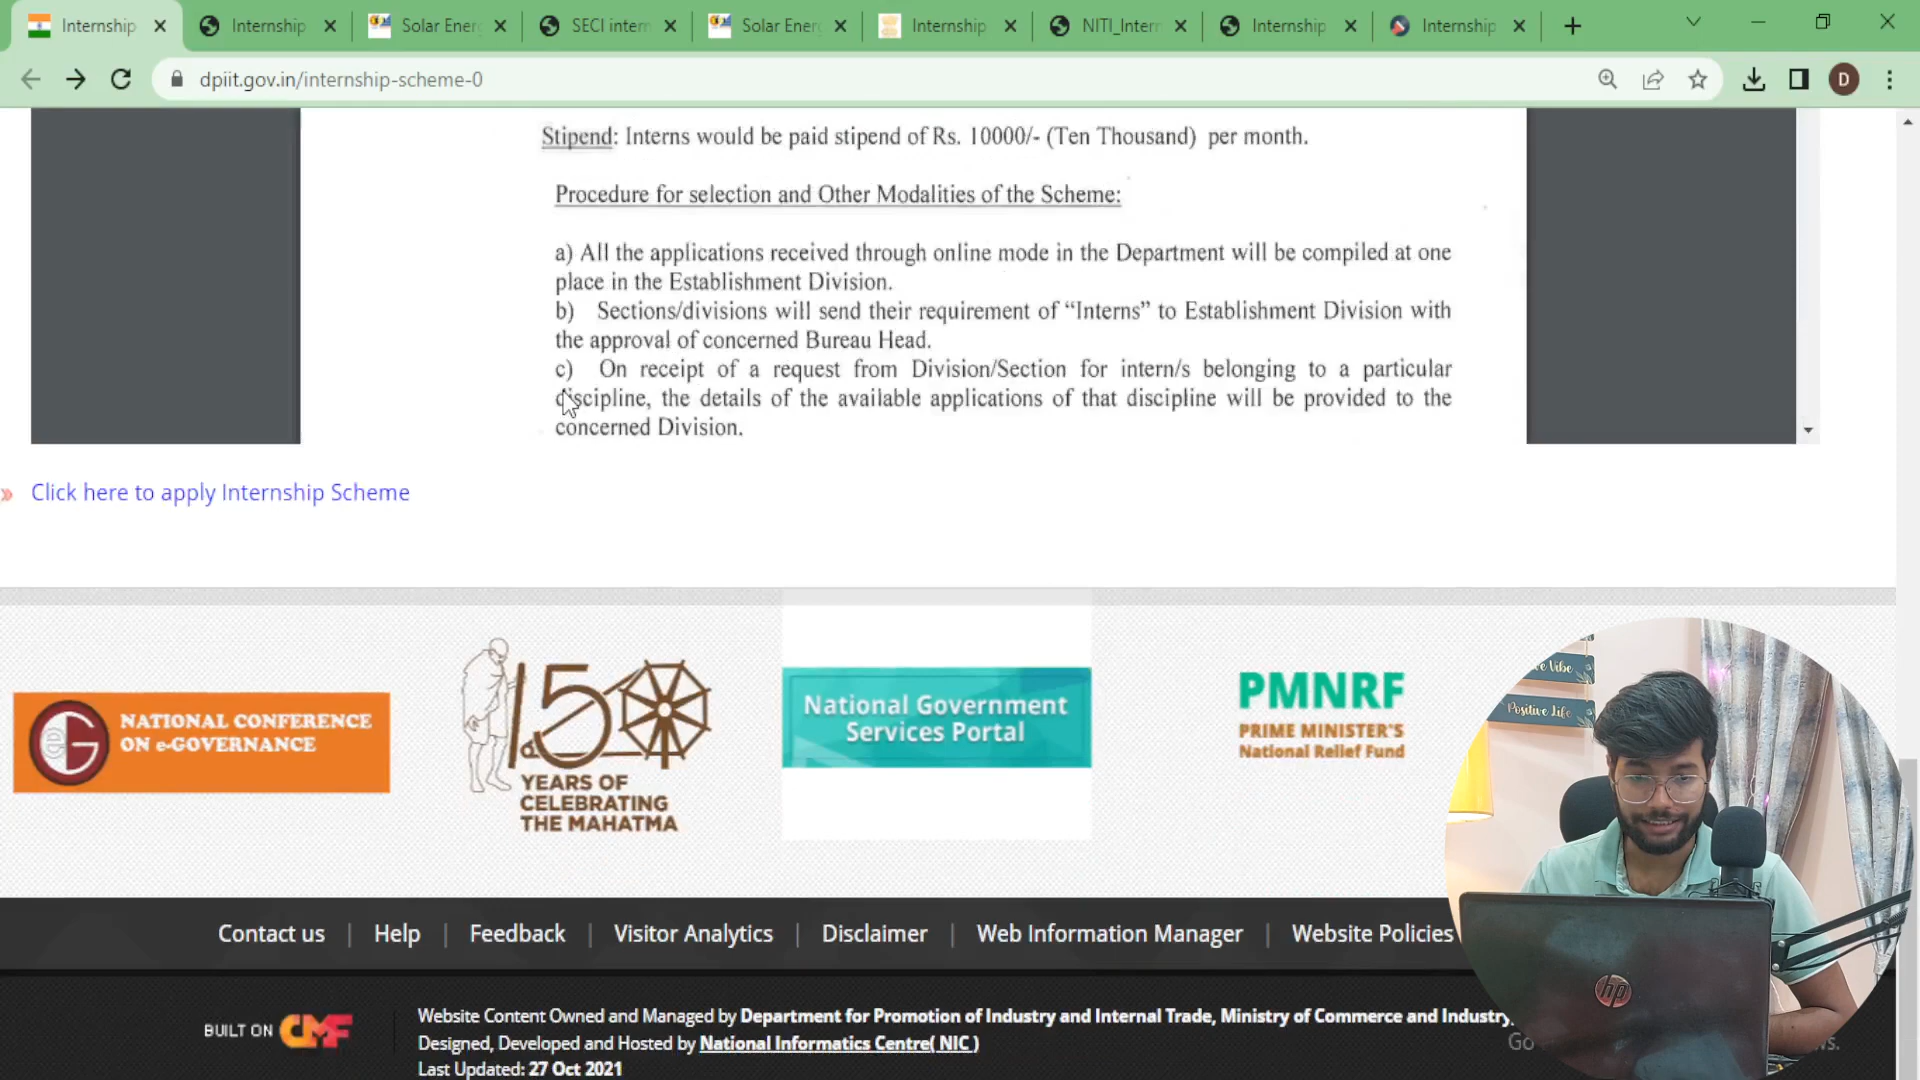 Internship
Internship
Solar Ener
SECI intern
Solar Ener
Internship
NITI_Intern
Internship
Internship
dpiit.gov.in/internship-scheme-0
D
Stipend: Interns would be paid stipend of Rs. 10000/- (Ten Thousand) per month.
Procedure for selection and Other Modalities of the Scheme:
a) All the applications received through online mode in the Department will be compiled at one
place in the Establishment Division.
b) Sections/divisions will send their requirement of “Interns” to Establishment Division with
the approval of concerned Bureau Head.
c) On receipt of a request from Division/Section for intern/s belonging to a particular
discipline, the details of the available applications of that discipline will be provided to the
concerned Division.
» Click here to apply Internship Scheme
NATIONAL CONFERENCE
ON e-GOVERNANCE
150
YEARS OF
CELEBRATING
THE MAHATMA
National Government
Services Portal
PMNRF
PRIME MINISTER'S
National Relief Fund
ve Vibe
Positive Life
hp
Contact us | Help | Feedback | Visitor Analytics | Disclaimer | Web Information Manager | Website Policies
BUILT ON CMF
Website Content Owned and Managed by Department for Promotion of Industry and Internal Trade, Ministry of Commerce and Industry,
Designed, Developed and Hosted by National Informatics Centre( NIC )
Last Updated: 27 Oct 2021